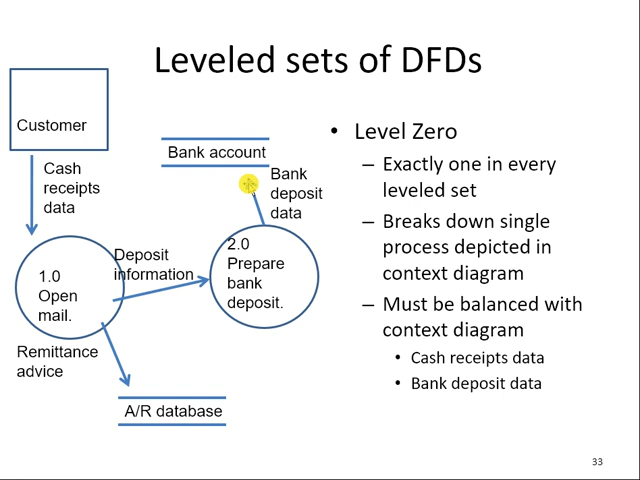 Leveled sets of DFDs
Customer
Cash
receipts
data
Bank account
Bank
deposit
data
Deposit
information
1.0
Open
mail.
2.0
Prepare
bank
deposit.
Remittance
advice
A/R database
• Level Zero
– Exactly one in every
leveled set
– Breaks down single
process depicted in
context diagram
– Must be balanced with
context diagram
• Cash receipts data
• Bank deposit data
33